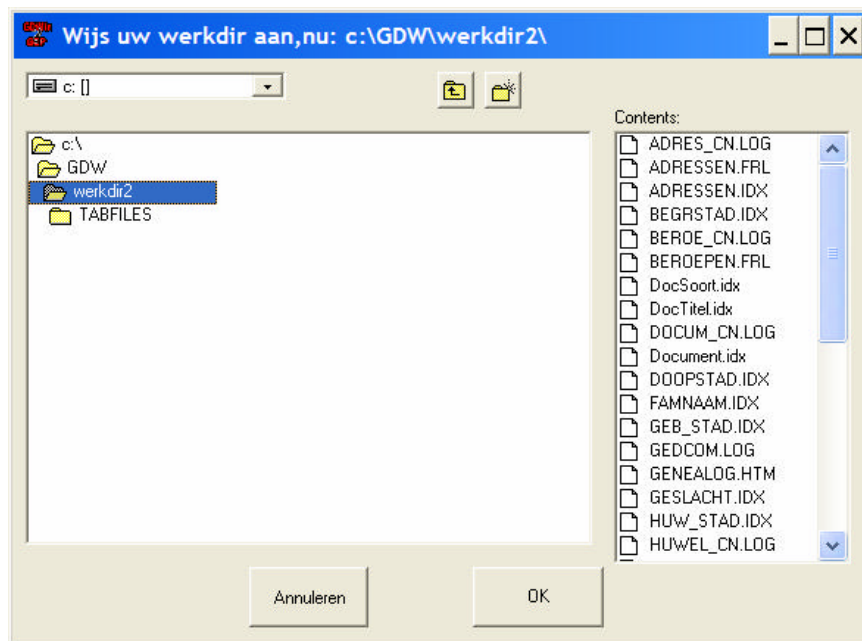 Wijs uw werkdir aan,nu: c:\GDW\werkdir2\
c: []
Contents:
c:\
GDW
werkdir2
TABFILES
ADRES_CN.LOG
ADRESSEN.FRL
ADRESSEN.IDX
BEGRSTAD.IDX
BEROE_CN.LOG
BEROEPEN.FRL
DocSoort.idx
DocTitel.idx
DOCUM_CN.LOG
Document.idx
DOOPSTAD.IDX
FAMNAAM.IDX
GEB_STAD.IDX
GEDCOM.LOG
GENEALOG.HTM
GESLACHT.IDX
HUW_STAD.IDX
HUWEL_CN.LOG
Annuleren
OK